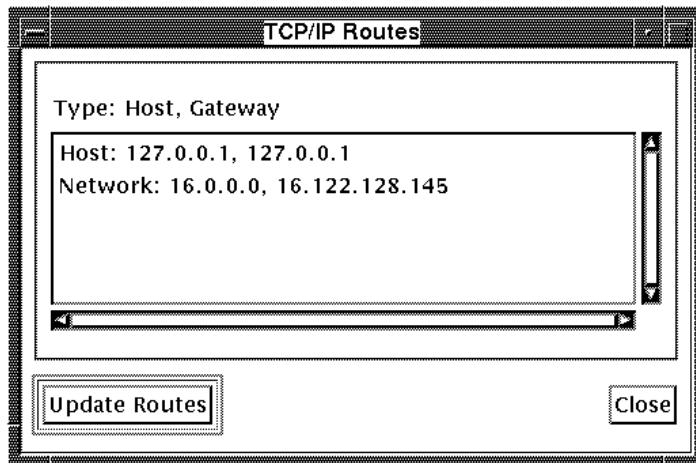 TCP/IP Routes
Type: Host, Gateway
Host: 127.0.0.1, 127.0.0.1
Network: 16.0.0.0, 16.122.128.145
Update Routes
Close